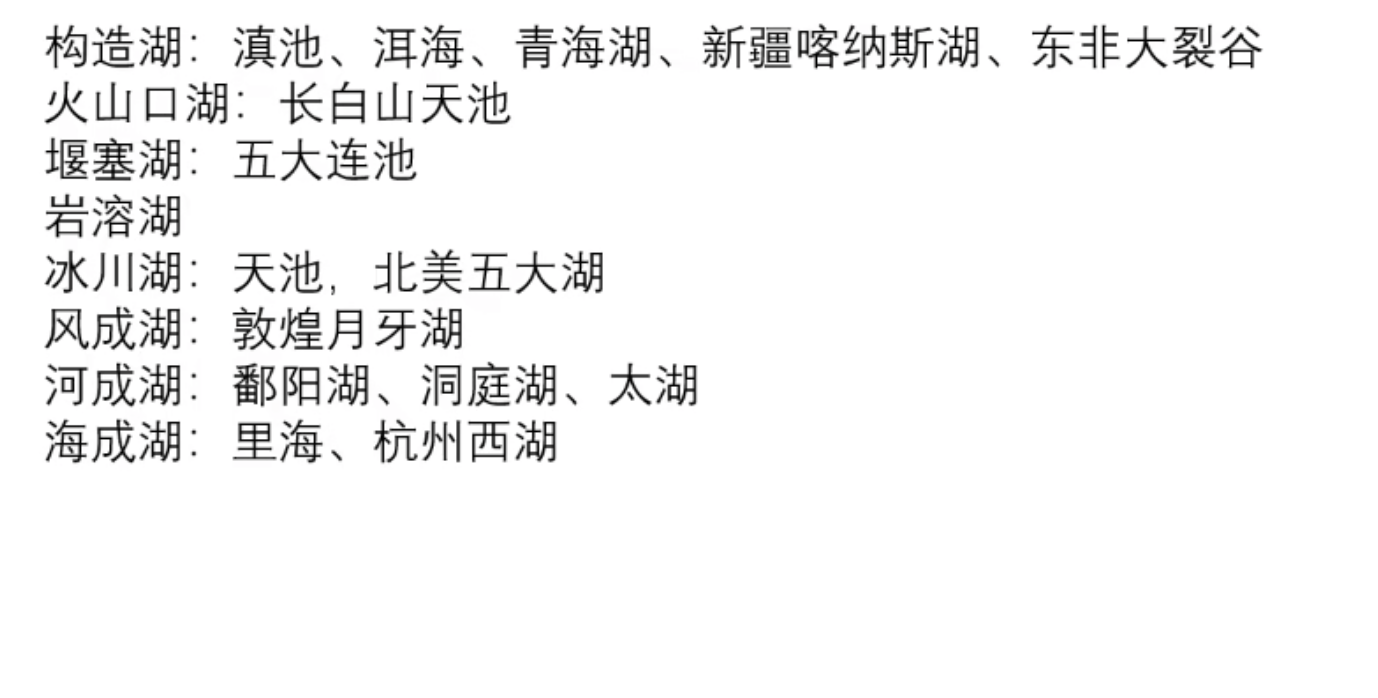 构造湖：滇池、洱海、青海湖、新疆喀纳斯湖、东非大裂谷
火山口湖：长白山天池
堰塞湖：五大连池
岩溶湖
冰川湖：天池，北美五大湖
风成湖：敦煌月牙湖
河成湖：鄱阳湖、洞庭湖、太湖
海成湖：里海、杭州西湖